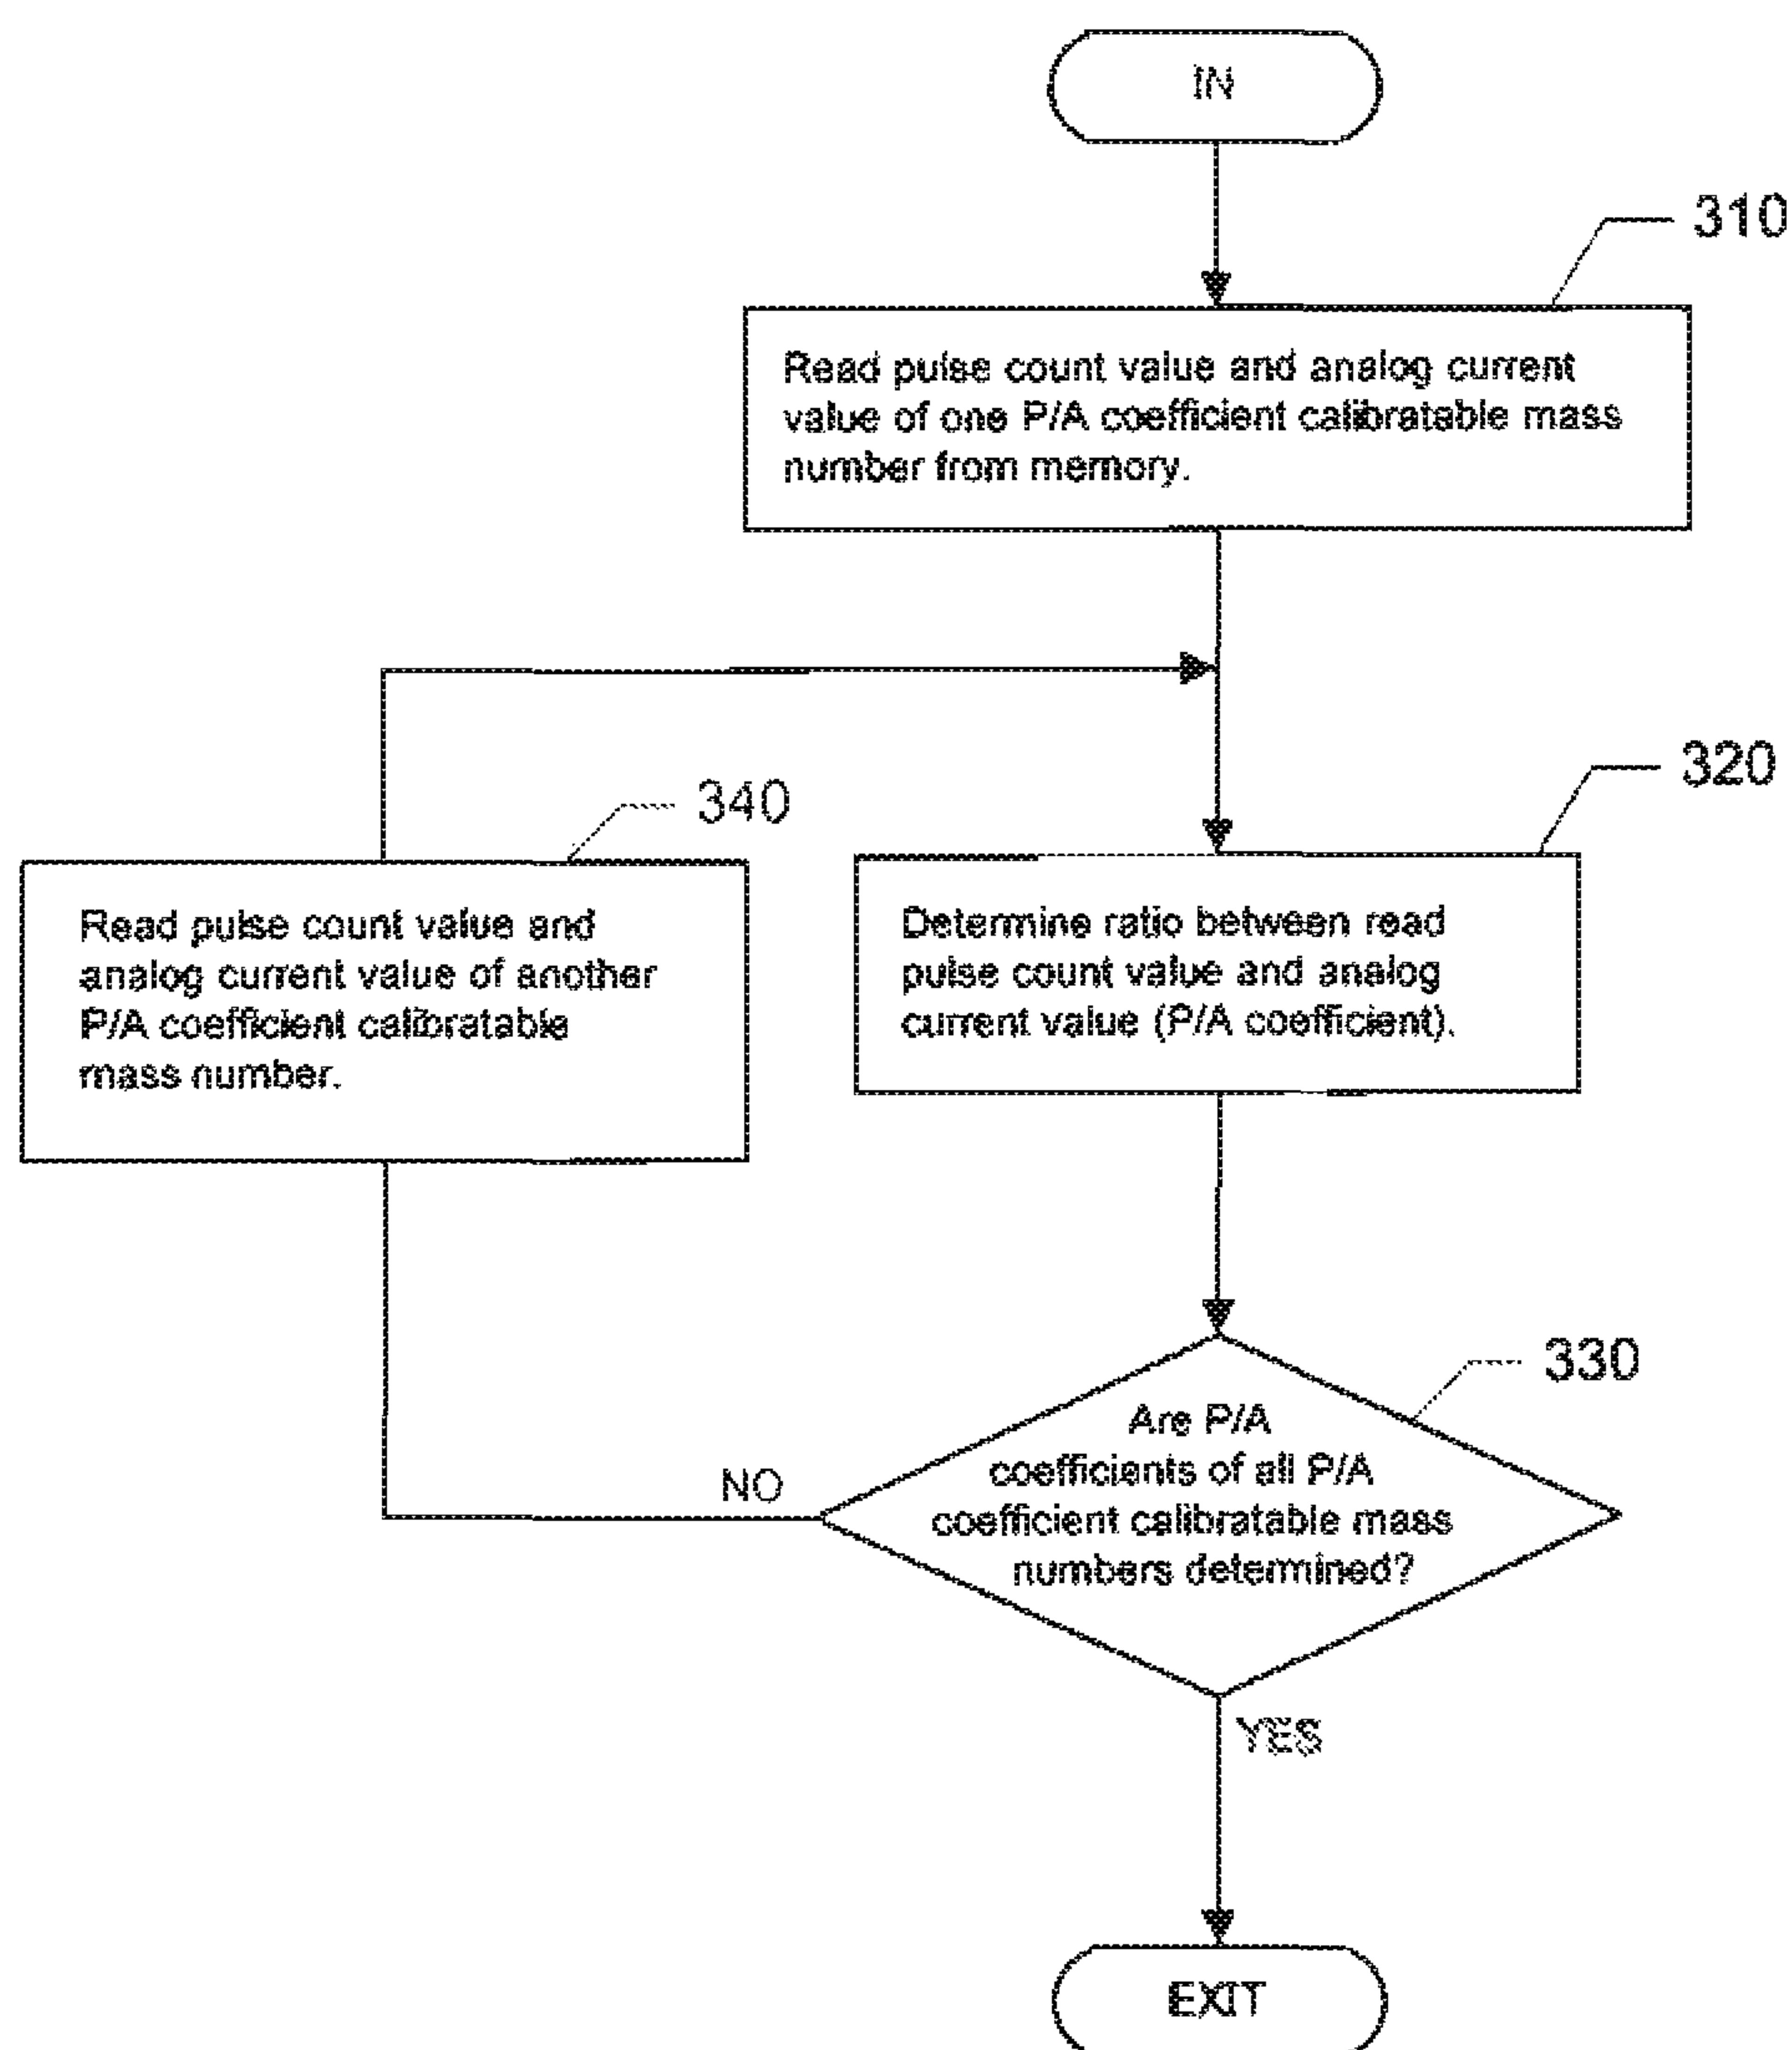 IN
310
Read pulse count value and analog current
value of one P/A coefficient calibratable mass
number from memory.
320
340
Read pulse count value and
analog current value of another
P/A coefficient calibratable
mass number.
Determine ratio between read
pulse count value and analog
current value (P/A coefficient).
330
Are P/A
coefficients of all P/A
coefficient calibratable mass
numbers determined?
NO
YES
EXIT